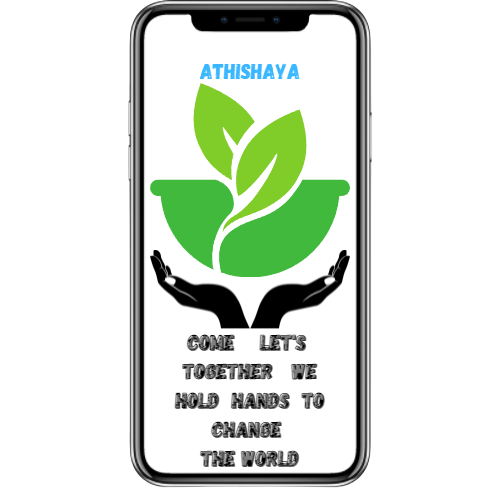 ATHISHAYA
COME LET'S
TOGETHER WE
HOLD HANDS TO
CHANGE
THE WORLD